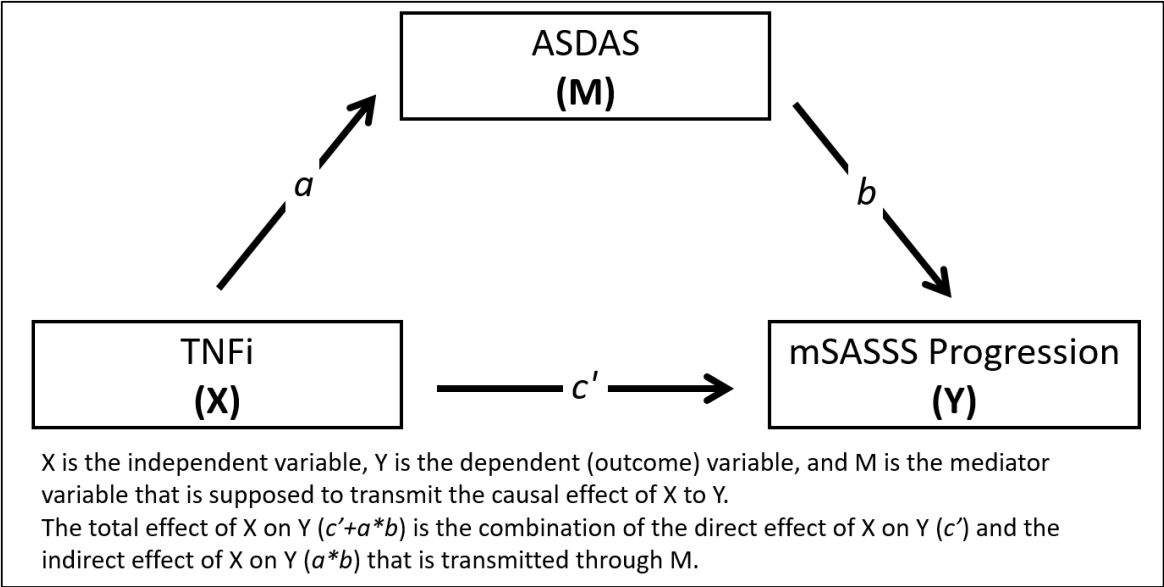 ASDAS
(M)
a
b
TNFi
(X)
c'
mSASSS Progression
(Y)
X is the independent variable, Y is the dependent (outcome) variable, and M is the mediator
variable that is supposed to transmit the causal effect of X to Y.
The total effect of X on Y (c'+a*b) is the combination of the direct effect of X on Y (c') and the
indirect effect of X on Y (a*b) that is transmitted through M.